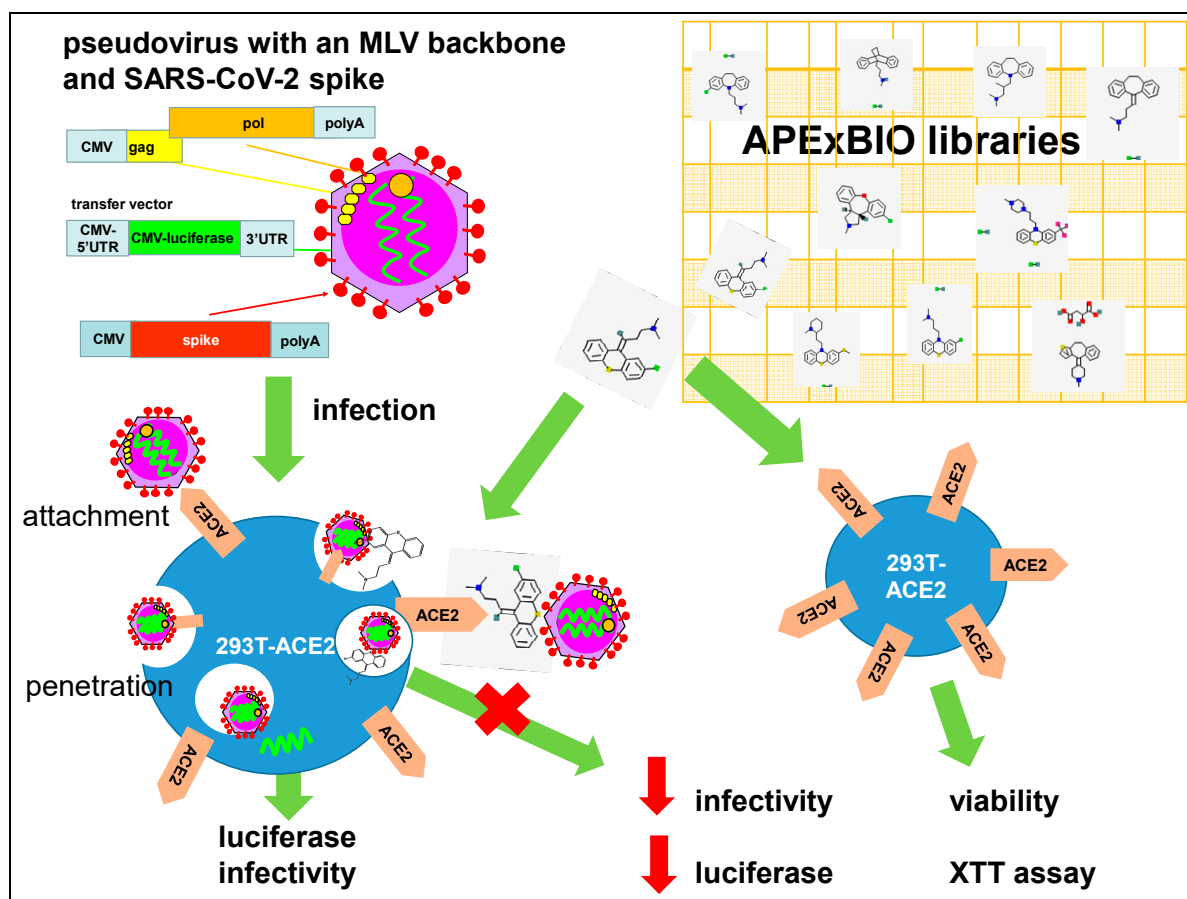 pseudovirus with an MLV backbone
and SARS-CoV-2 spike
pol
polyA
CMV
gag
transfer vector
CMV-
5'UTR
CMV-luciferase
3'UTR
CMV
spike
polyA
APExBIO libraries
infection
attachment
ACE2
ACE2
293T-ACE2
penetration
ACE2
ACE2
luciferase
infectivity
ACE2
ACE2
ACE2
293T-
ACE2
ACE2
ACE2
ACE2
infectivity
luciferase
viability
XTT assay